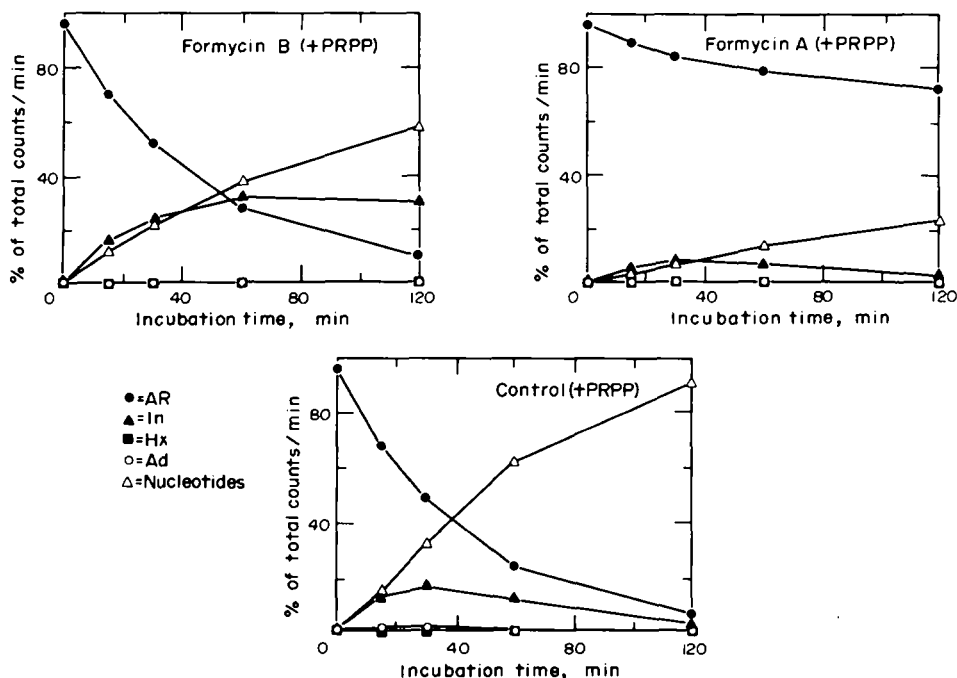 Formycin B (+PRPP)
% of total counts/min
80
40
0
40
80
120
Incubation time, min
Formycin A (+PRPP)
% of total counts/min
80
40
0
40
80
120
Incubation time, min
●=AR
▲=In
■=Hx
○=Ad
△=Nucleotides
Control (+PRPP)
% of total counts/min
80
40
0
40
80
120
Incubation time, min